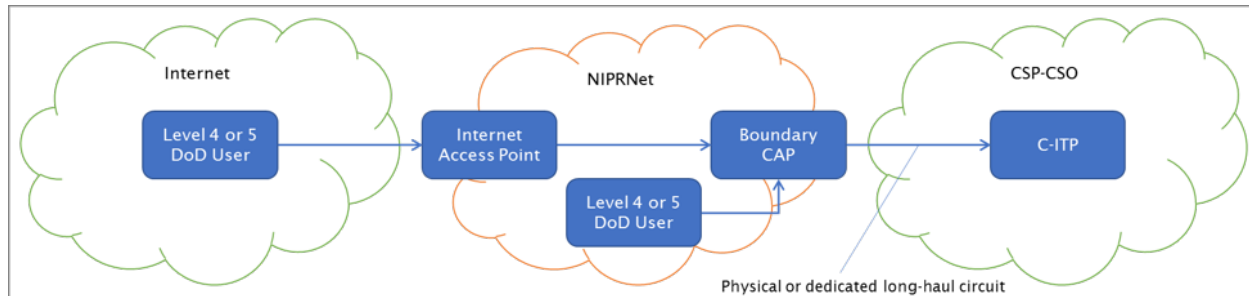 Internet
NIPRNet
CSP-CSO
Level 4 or 5
DoD User
Internet
Access Point
Boundary
CAP
C-ITP
Level 4 or 5
DoD User
Physical or dedicated long-haul circuit